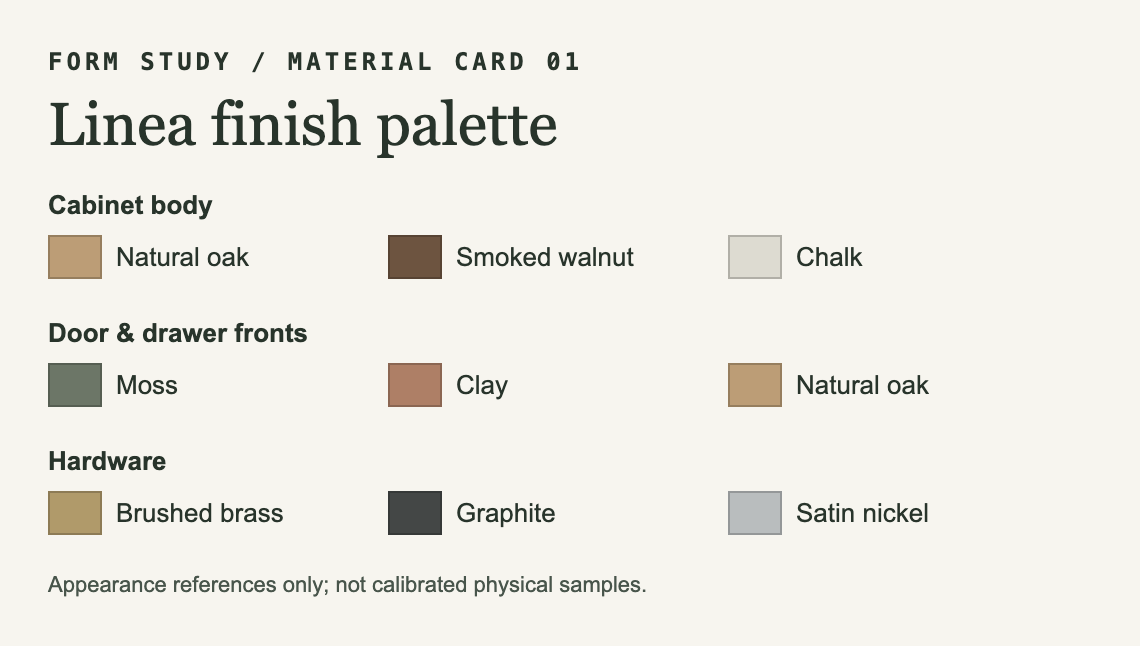 FORM STUDY / MATERIAL CARD 01
Linea finish palette
Cabinet body
Natural oak Smoked walnut Chalk
Door & drawer fronts
Moss Clay Natural oak
Hardware
Brushed brass Graphite Satin nickel
Appearance references only; not calibrated physical samples.